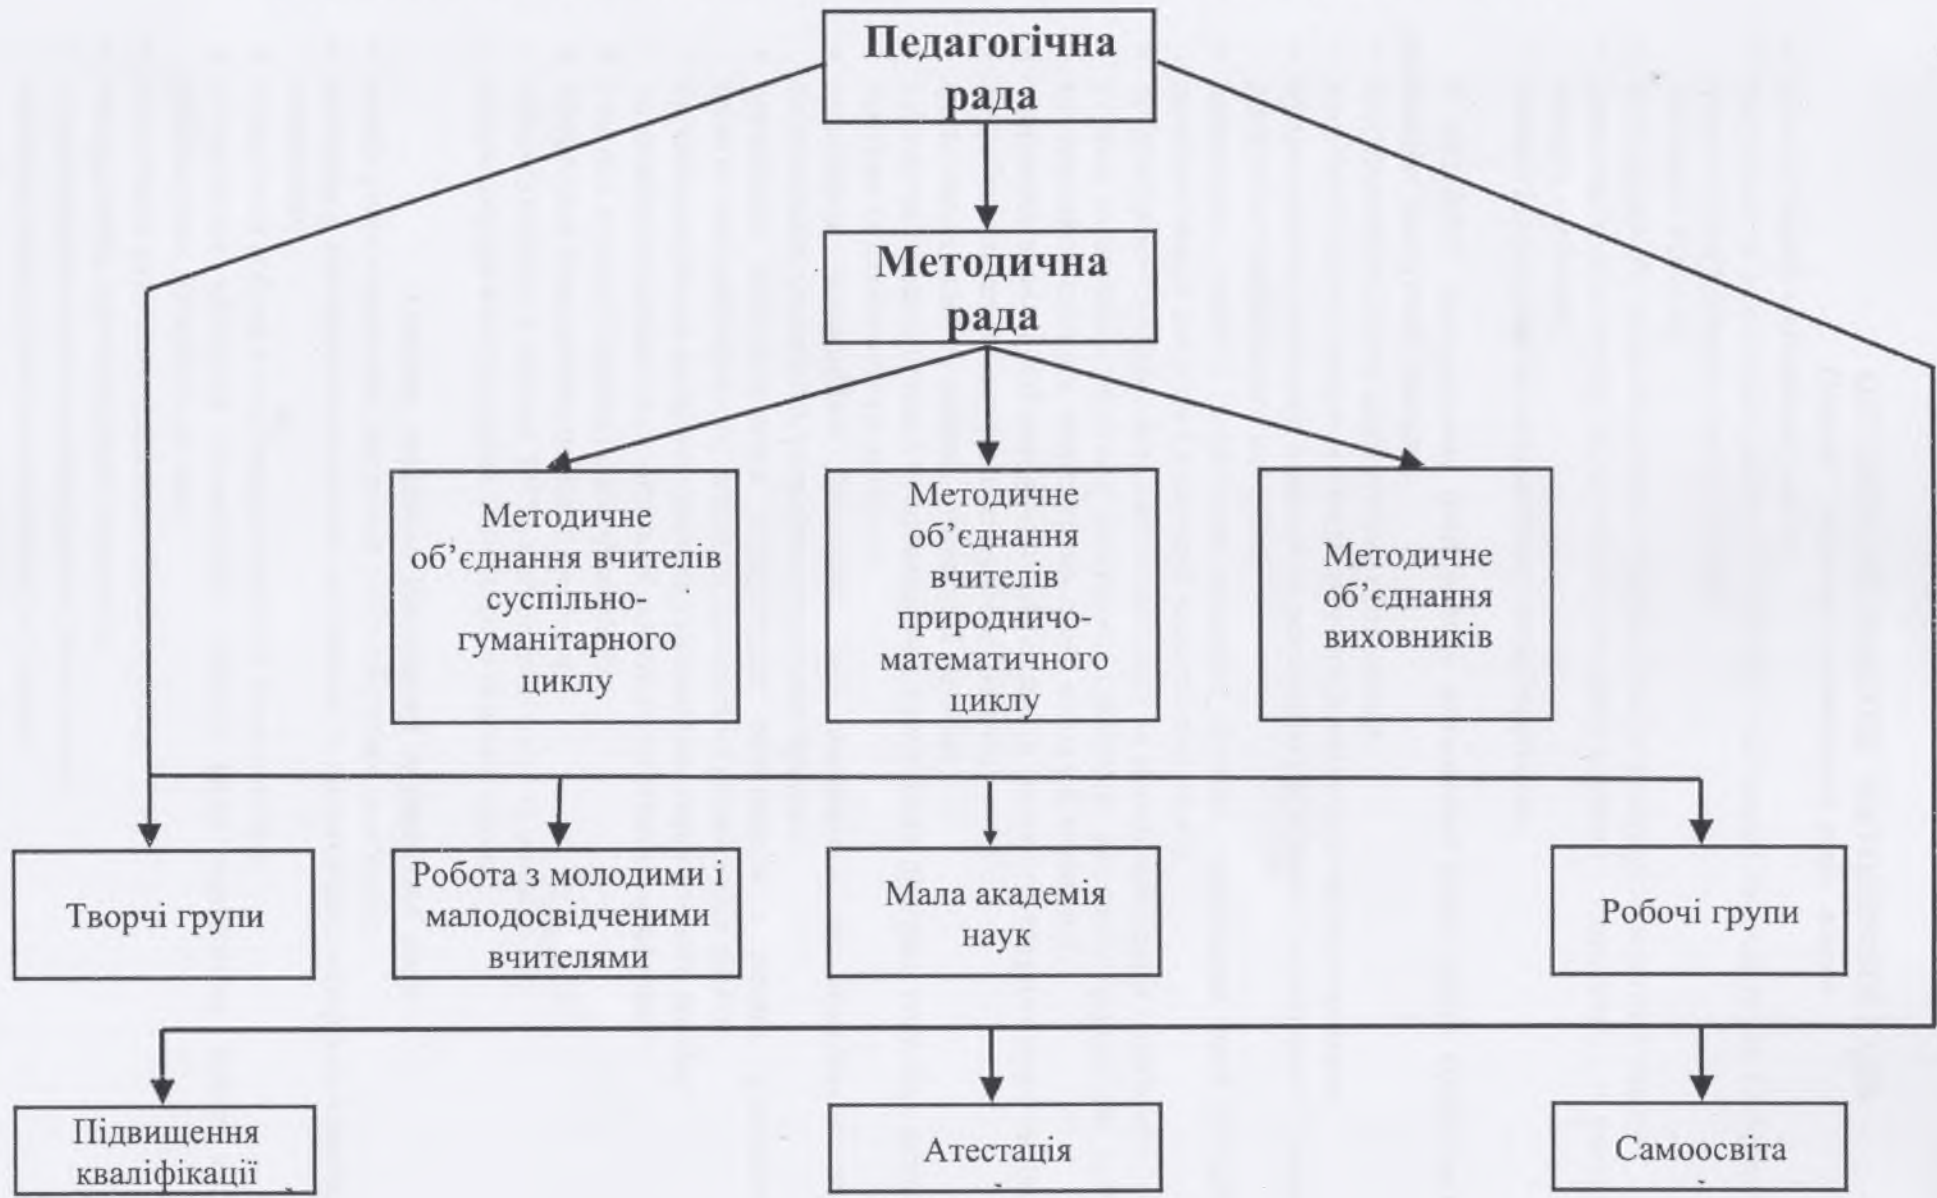 Педагогічна
рада
Методична
рада
Методичне
об’єднання вчителів
суспільно-
гуманітарного
циклу
Методичне
об’єднання
вчителів
природничо-
математичного
циклу
Методичне
об’єднання
виховників
Творчі групи
Робота з молодими і
малодосвідченими
вчителями
Мала академія
наук
Робочі групи
Підвищення
кваліфікації
Атестація
Самоосвіта